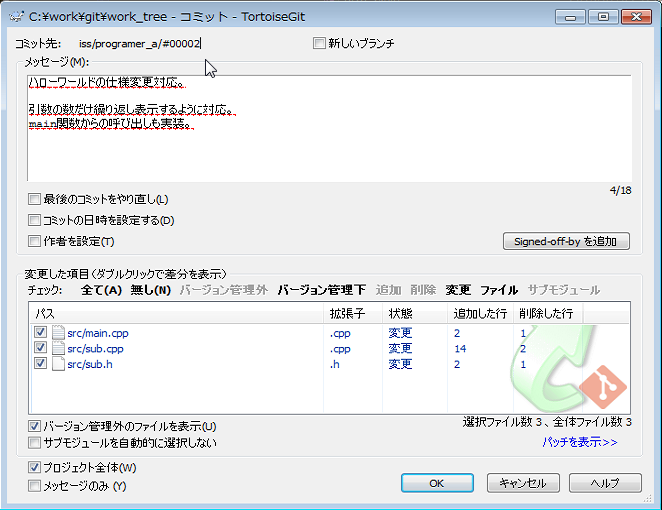 C:¥work¥git¥work_tree - コミット - TortoiseGit
コミット先: iss/programer_a/#00002 新しいブランチ
メッセージ(M):
ハローワールドの仕様変更対応。
引数の数だけ繰り返し表示するように対応。
main関数からの呼び出しも実装。
4/18
最後のコミットをやり直し(L)
コミットの日時を設定する(D)
作者を設定(T) Signed-off-by を追加
変更した項目(ダブルクリックで差分を表示)
チェック: 全て(A) 無し(N) バージョン管理外 バージョン管理下 追加 削除 変更 ファイル サブモジュール
パス 拡張子 状態 追加した行 削除した行
src/main.cpp .cpp 変更 2 1
src/sub.cpp .cpp 変更 14 2
src/sub.h .h 変更 2 1
バージョン管理外のファイルを表示(U) 選択ファイル数 3、全体ファイル数 3
サブモジュールを自動的に選択しない パッチを表示>>
プロジェクト全体(W)
メッセージのみ (Y) OK キャンセル ヘルプ